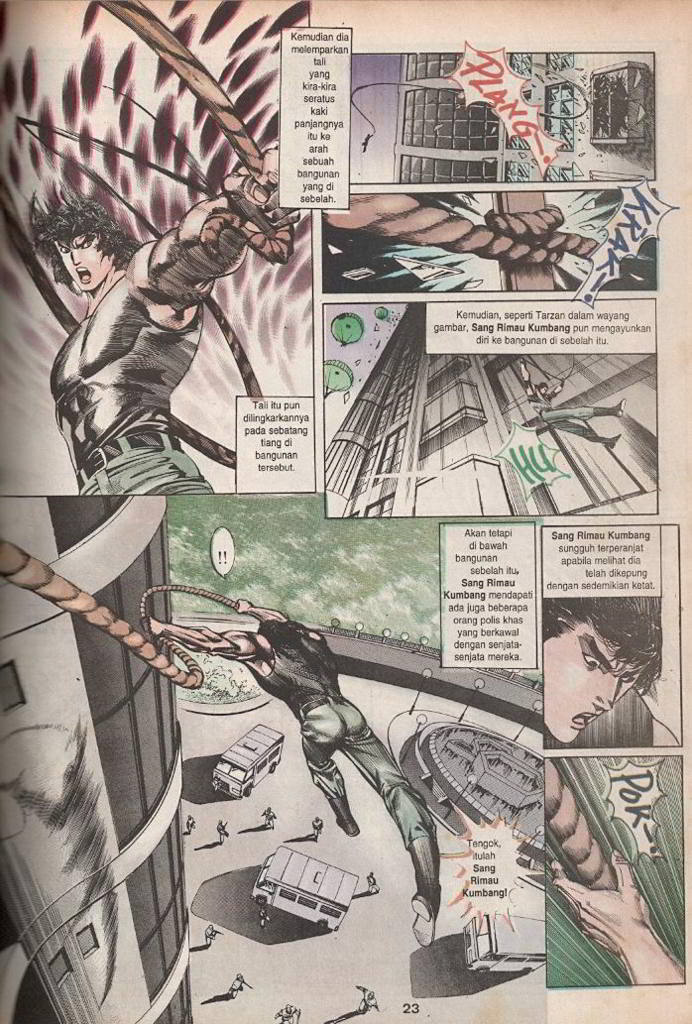 Kemudian dia
melemparkan
tali
yang
kira-kira
seratus
kaki
panjangnya
itu ke
arah
sebuah
bangunan
yang di
sebelah.
PLANG-!
KRAK-!
Tali itu pun
dilingkarkannya
pada sebatang
tiang di
bangunan
tersebut.
Kemudian, seperti Tarzan dalam wayang
gambar, Sang Rimau Kumbang pun mengayunkan
diri ke bangunan di sebelah itu.
!!
Akan tetapi
di bawah
bangunan
sebelah itu,
Sang Rimau
Kumbang mendapati
ada juga beberapa
orang polis khas
yang berkawal
dengan senjata-
senjata mereka.
Sang Rimau Kumbang
sungguh terperanjat
apabila melihat dia
telah dikepung
dengan sedemikian ketat.
POK-!!
Tengok,
itulah
Sang
Rimau
Kumbang!
23